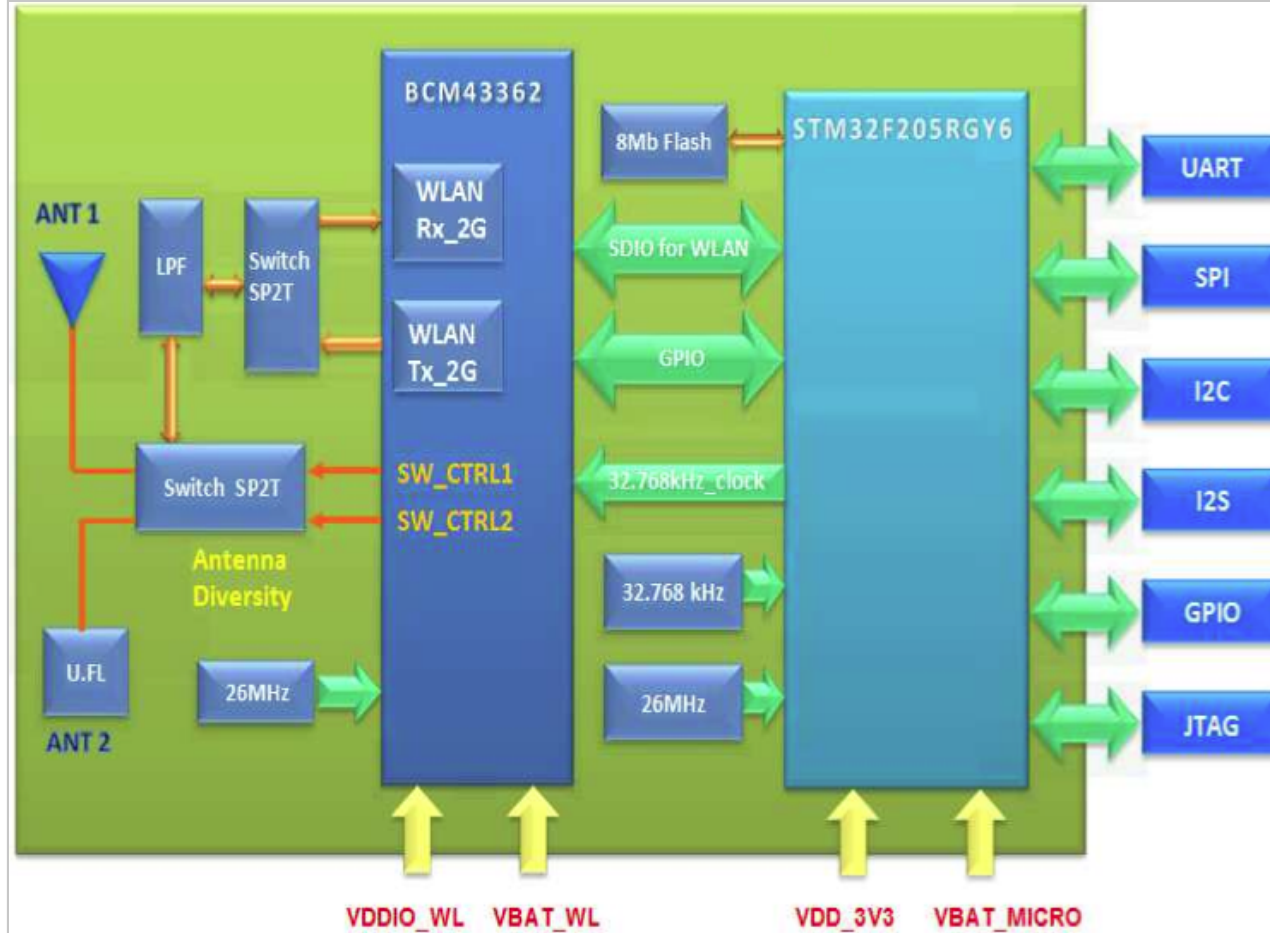 BCM43362
STM32F205RGY6
8Mb Flash
UART
WLAN
Rx_2G
ANT 1
LPF
Switch
SP2T
SDIO for WLAN
SPI
WLAN
Tx_2G
GPIO
I2C
Switch SP2T
SW_CTRL1
SW_CTRL2
32.768kHz_clock
I2S
Antenna
Diversity
32.768 kHz
GPIO
U.FL
ANT 2
26MHz
26MHz
JTAG
VDDIO_WL
VBAT_WL
VDD_3V3
VBAT_MICRO